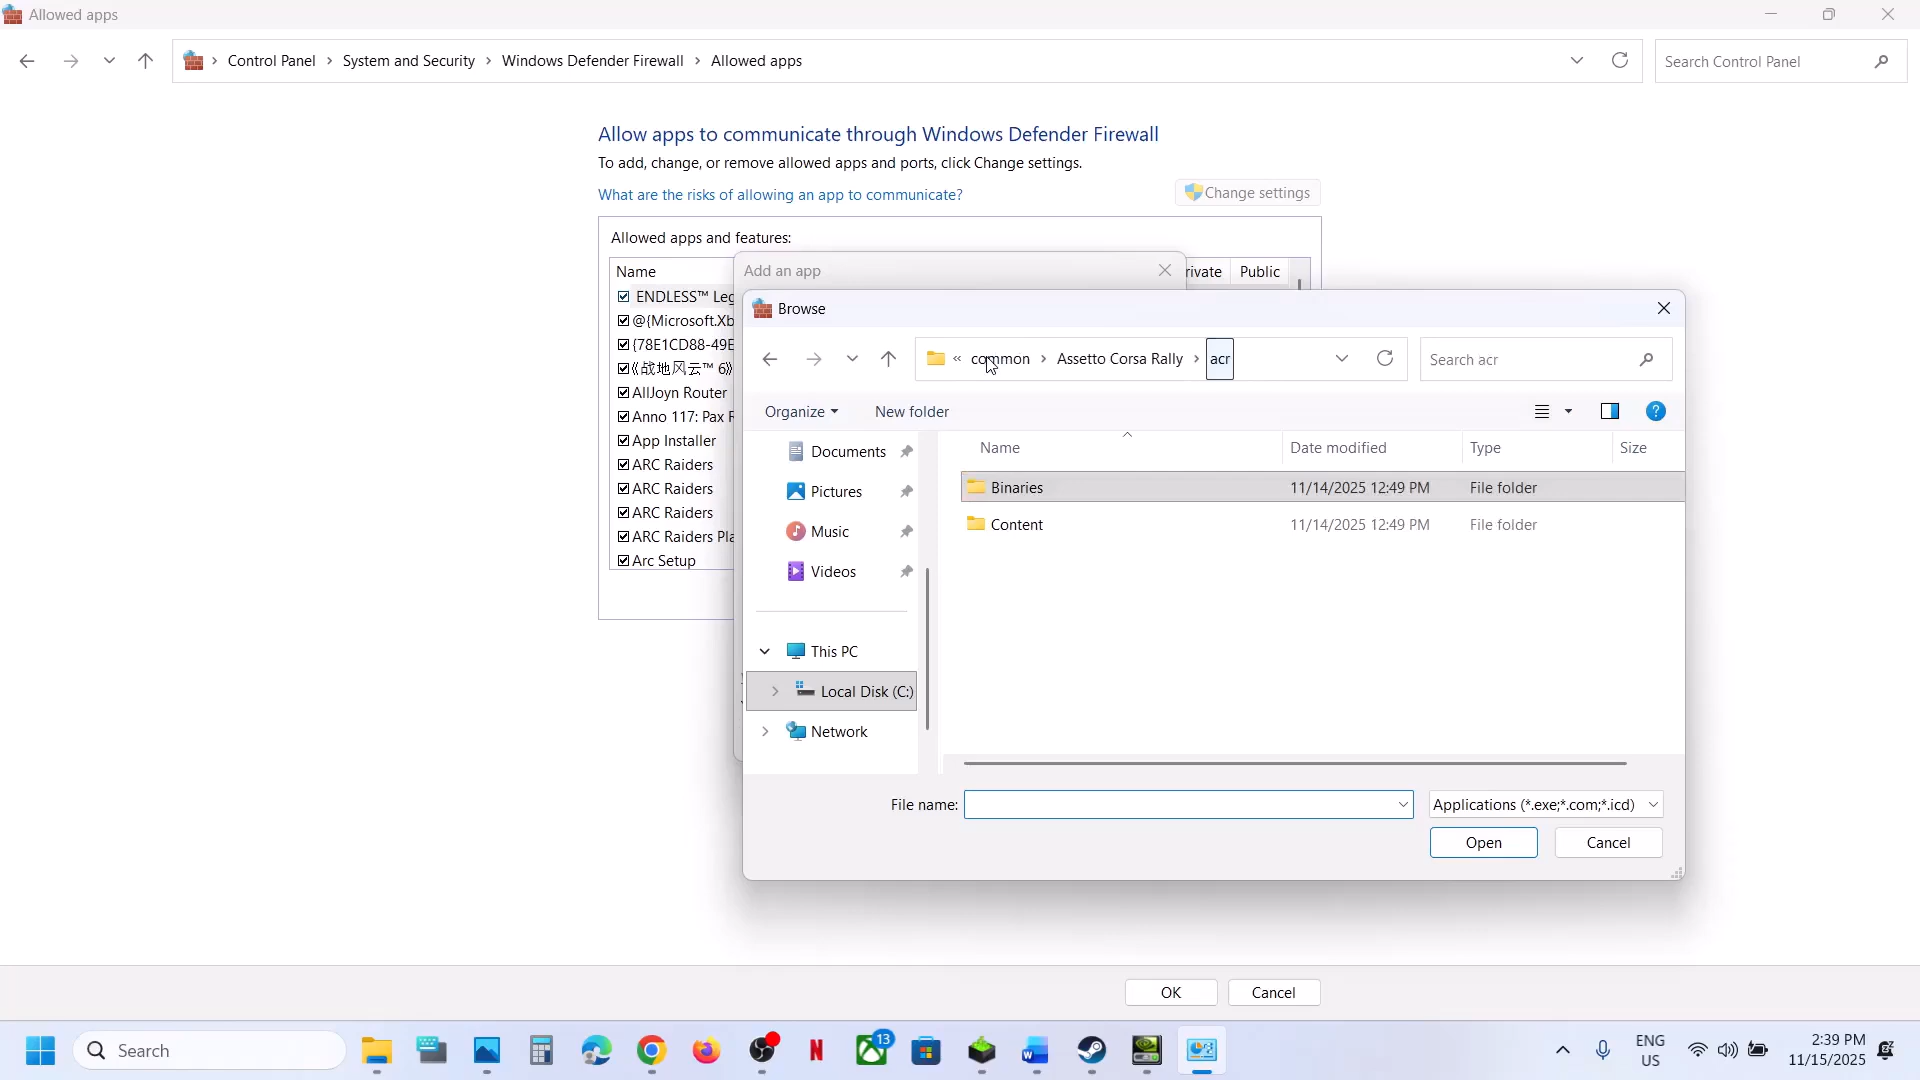 Allowed apps
Control Panel > System and Security > Windows Defender Firewall > Allowed apps
Search Control Panel
Allow apps to communicate through Windows Defender Firewall
To add, change, or remove allowed apps and ports, click Change settings.
What are the risks of allowing an app to communicate?
Change settings
Allowed apps and features:
Name
rivate
Public
ENDLESS™ Leg
@{Microsoft.Xb
{78E1CD88-49E
《战地风云™ 6》
AllJoyn Router
Anno 117: Pax R
App Installer
ARC Raiders
ARC Raiders
ARC Raiders
ARC Raiders Pla
Arc Setup
Add an app
Browse
« common > Assetto Corsa Rally > acr
Search acr
Organize
New folder
Documents
Pictures
Music
Videos
This PC
Local Disk (C:)
Network
Name Date modified Type Size
Binaries 11/14/2025 12:49 PM File folder
Content 11/14/2025 12:49 PM File folder
File name:
Applications (*.exe;*.com;*.icd)
Open Cancel
OK Cancel
Search
13
ENG
US
2:39 PM
11/15/2025